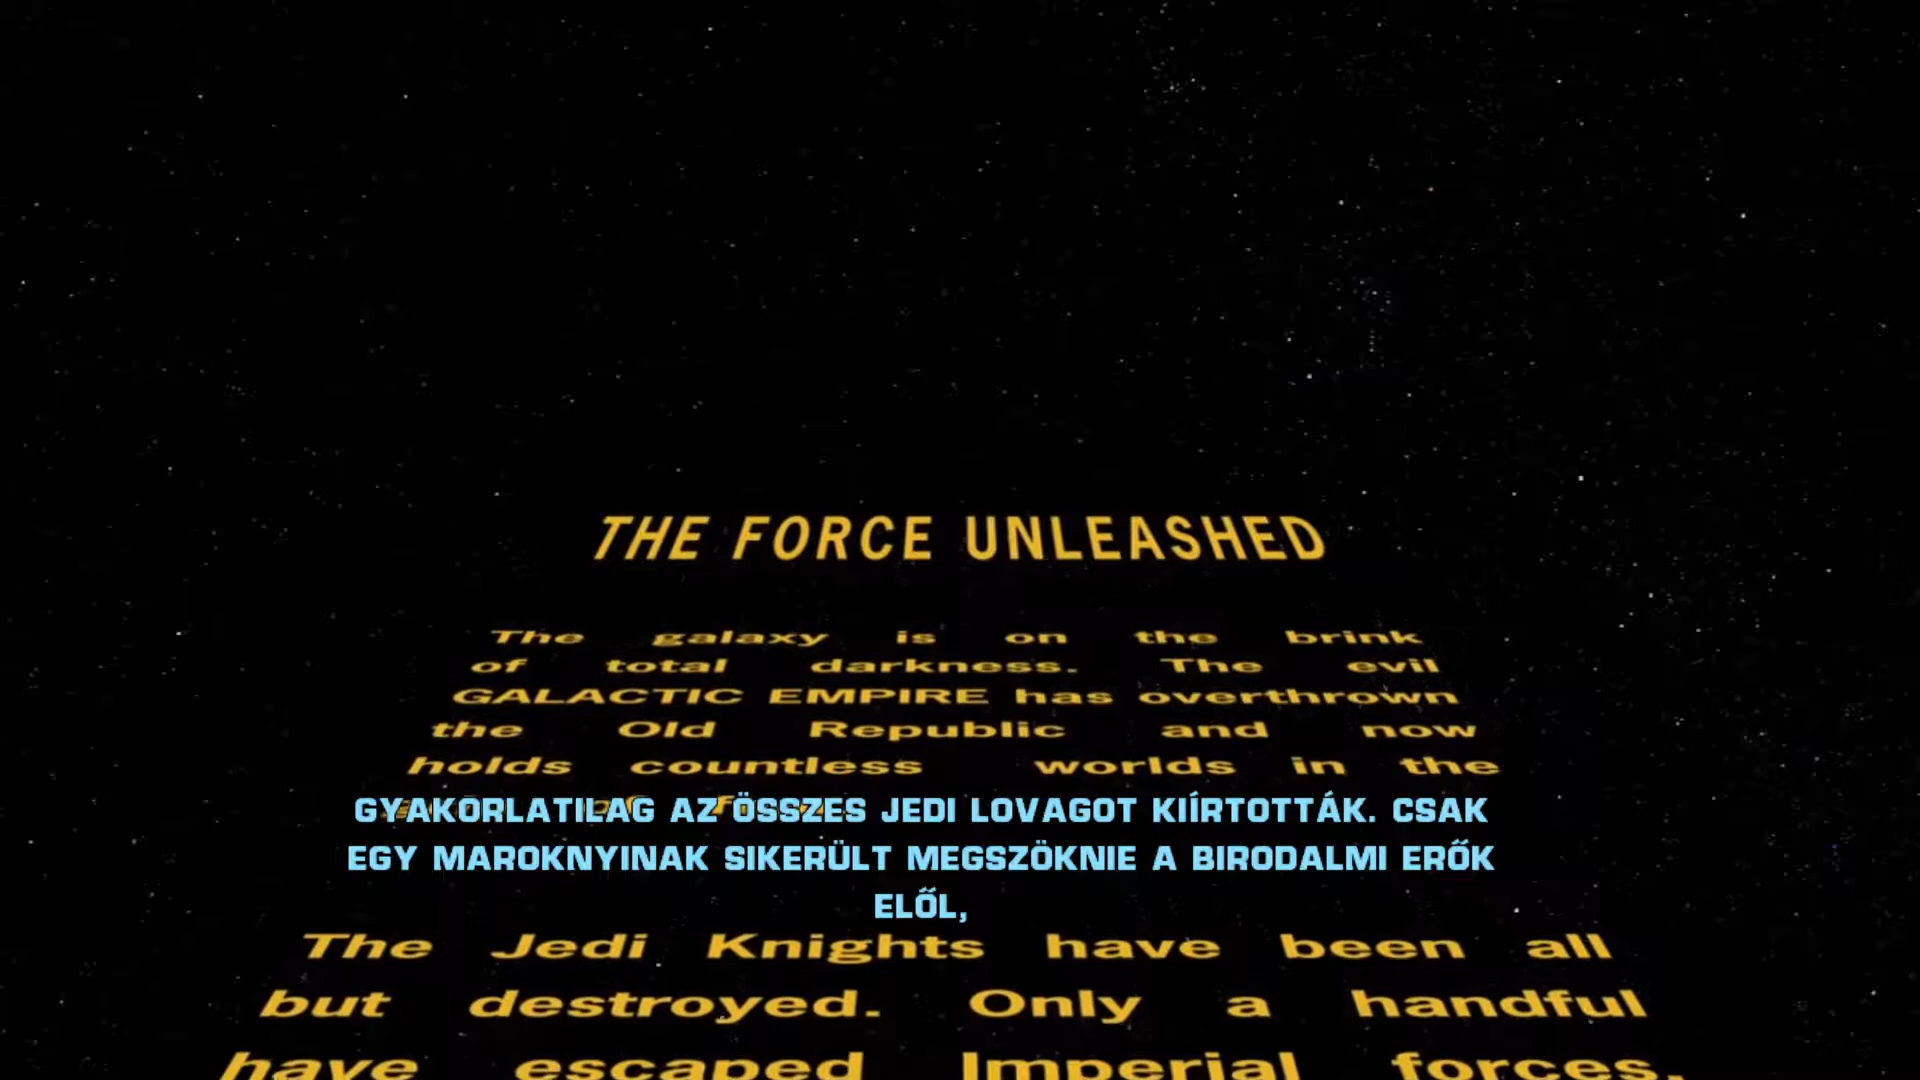 THE FORCE UNLEASHED
The galaxy is on the brink
of total darkness. The evil
GALACTIC EMPIRE has overthrown
the Old Republic and now
holds countless worlds in the
GYAKORLATILAG AZ ÖSSZES JEDI LOVAGOT KIÍRTOTTÁK. CSAK
EGY MAROKNYINAK SIKERÜLT MEGSZÖKNIE A BIRODALMI ERŐK
ELŐL,
The Jedi Knights have been all
but destroyed. Only a handful
have escaped Imperial forces,